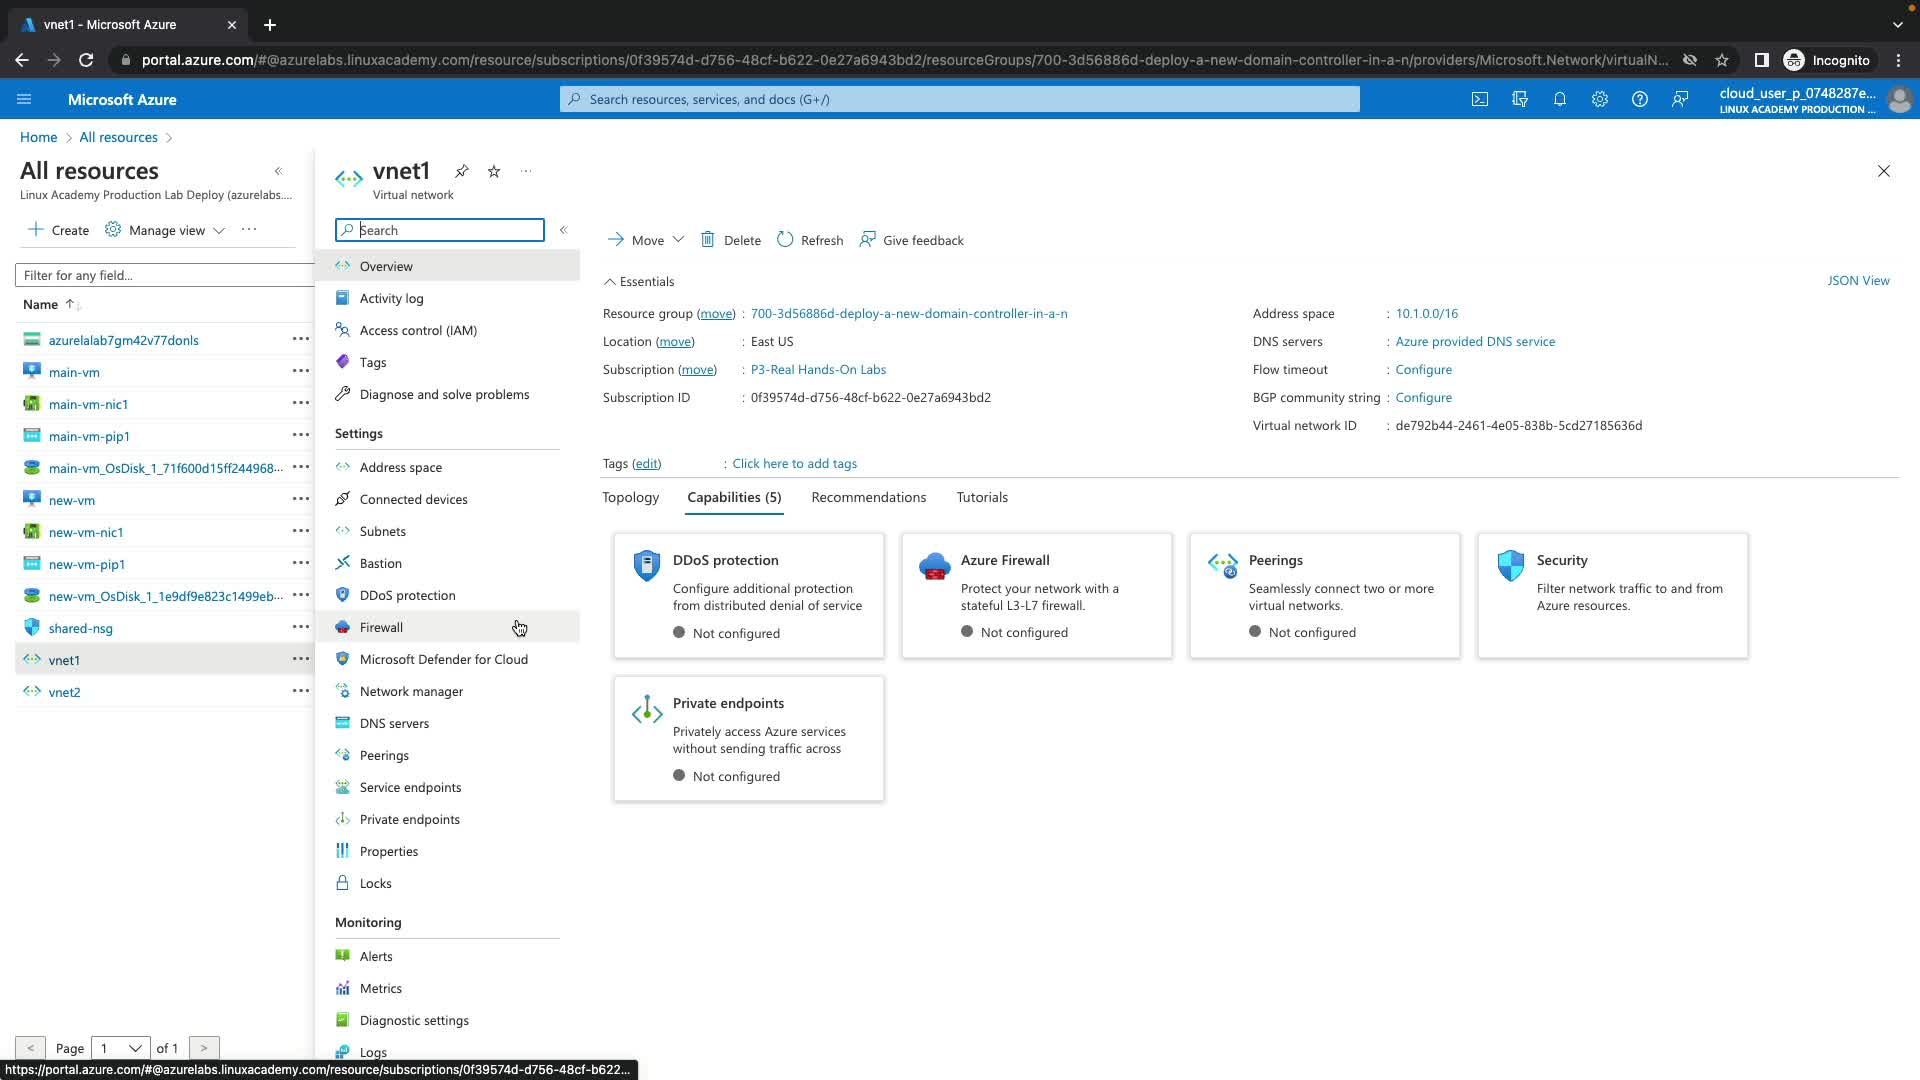 vnet1 - Microsoft Azure
portal.azure.com/#@azurelabs.linuxacademy.com/resource/subscriptions/0f39574d-d756-48cf-b622-0e27a6943bd2/resourceGroups/700-3d56886d-deploy-a-new-domain-controller-in-a-n/providers/Microsoft.Network/virtualN...
Incognito
Microsoft Azure
Search resources, services, and docs (G+/)
cloud_user_p_0748287e...
LINUX ACADEMY PRODUCTION ...
Home > All resources >
All resources
Linux Academy Production Lab Deploy (azurelabs....
Create
Manage view
Filter for any field...
Name
azurelalab7gm42v77donls
main-vm
main-vm-nic1
main-vm-pip1
main-vm_OsDisk_1_71f600d15ff244968...
new-vm
new-vm-nic1
new-vm-pip1
new-vm_OsDisk_1_1e9df9e823c1499eb...
shared-nsg
vnet1
vnet2
< Page 1 of 1 >
vnet1
Virtual network
Search
Overview
Activity log
Access control (IAM)
Tags
Diagnose and solve problems
Settings
Address space
Connected devices
Subnets
Bastion
DDoS protection
Firewall
Microsoft Defender for Cloud
Network manager
DNS servers
Peerings
Service endpoints
Private endpoints
Properties
Locks
Monitoring
Alerts
Metrics
Diagnostic settings
Logs
Move
Delete
Refresh
Give feedback
Essentials
JSON View
Resource group (move) : 700-3d56886d-deploy-a-new-domain-controller-in-a-n
Location (move) : East US
Subscription (move) : P3-Real Hands-On Labs
Subscription ID : 0f39574d-d756-48cf-b622-0e27a6943bd2
Address space : 10.1.0.0/16
DNS servers : Azure provided DNS service
Flow timeout : Configure
BGP community string : Configure
Virtual network ID : de792b44-2461-4e05-838b-5cd27185636d
Tags (edit) : Click here to add tags
Topology
Capabilities (5)
Recommendations
Tutorials
DDoS protection
Configure additional protection
from distributed denial of service
Not configured
Azure Firewall
Protect your network with a
stateful L3-L7 firewall.
Not configured
Peerings
Seamlessly connect two or more
virtual networks.
Not configured
Security
Filter network traffic to and from
Azure resources.
Private endpoints
Privately access Azure services
without sending traffic across
Not configured
https://portal.azure.com/#@azurelabs.linuxacademy.com/resource/subscriptions/0f39574d-d756-48cf-b622...